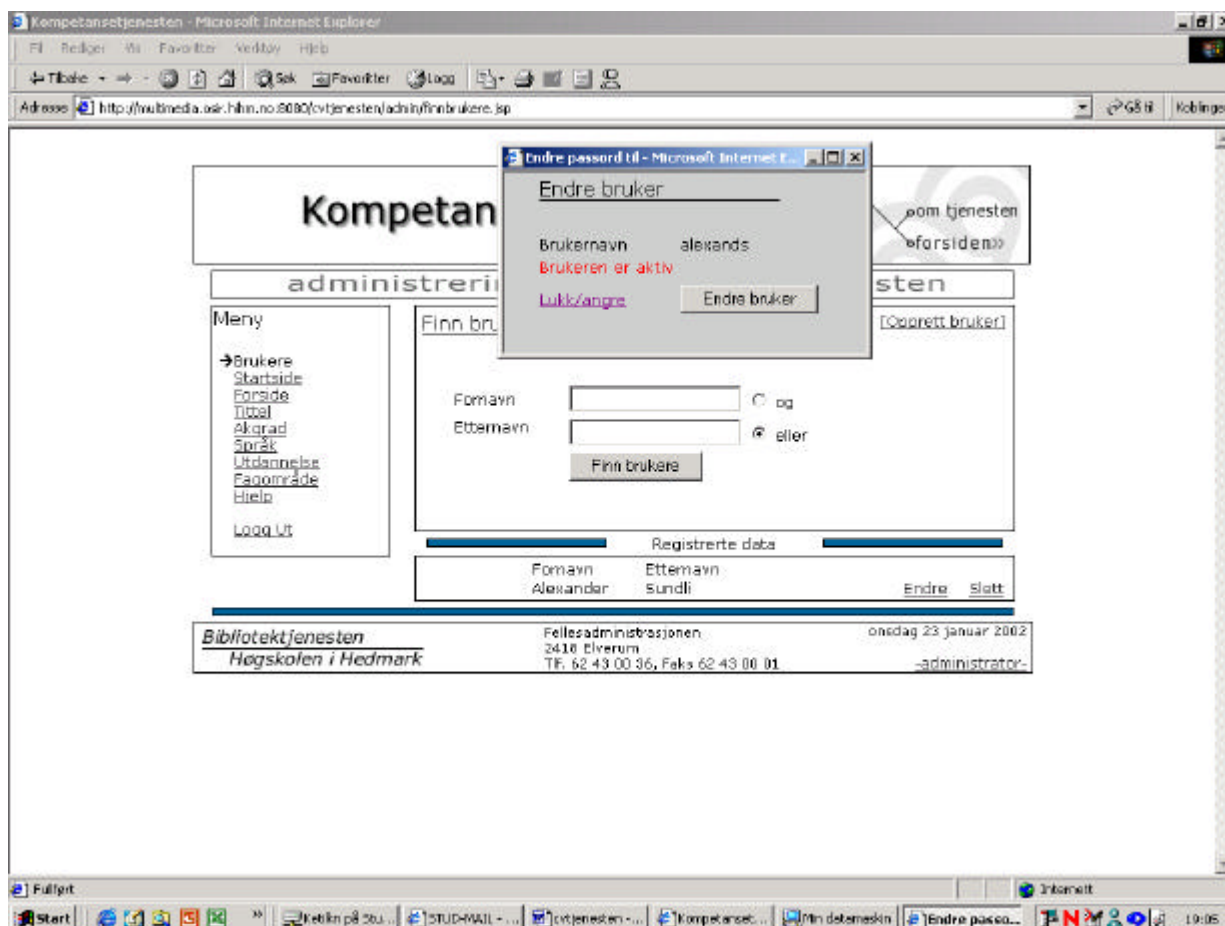 Kompetansetjenesten - Microsoft Internet Explorer
Fil Rediger Vis Favoritter Verktøy Hjelp
Tilbake Søk Favoritter Logg
Adresse http://multimedia.osir.hihm.no:8080/cvtjenesten/admin/finnbrukere.jsp Gå til Koblinger
Endre passord til - Microsoft Internet E...
Endre bruker
Brukernavn alexands
Brukeren er aktiv
Lukk/angre Endre bruker
Kompetan
om tjenesten
forsiden»
administreri sten
Meny
Brukere
Startside
Forside
Tittel
Akgrad
Språk
Utdannelse
Fagområde
Hjelp
Logg Ut
Finn bru [Opprett bruker]
Fornavn og
Etternavn eller
Finn brukere
Registrerte data
Fornavn Etternavn
Alexander Sundli Endre Slett
Bibliotektjenesten
Høgskolen i Hedmark
Fellesadministrasjonen
2418 Elverum
Tlf. 62 43 00 36, Faks 62 43 00 01
onsdag 23 januar 2002
-administrator-
Fullført Internett
Start STUD-MAIL - ... cvtjenesten -... Kompetanset... Min datamaskin Endre passo... 19:05